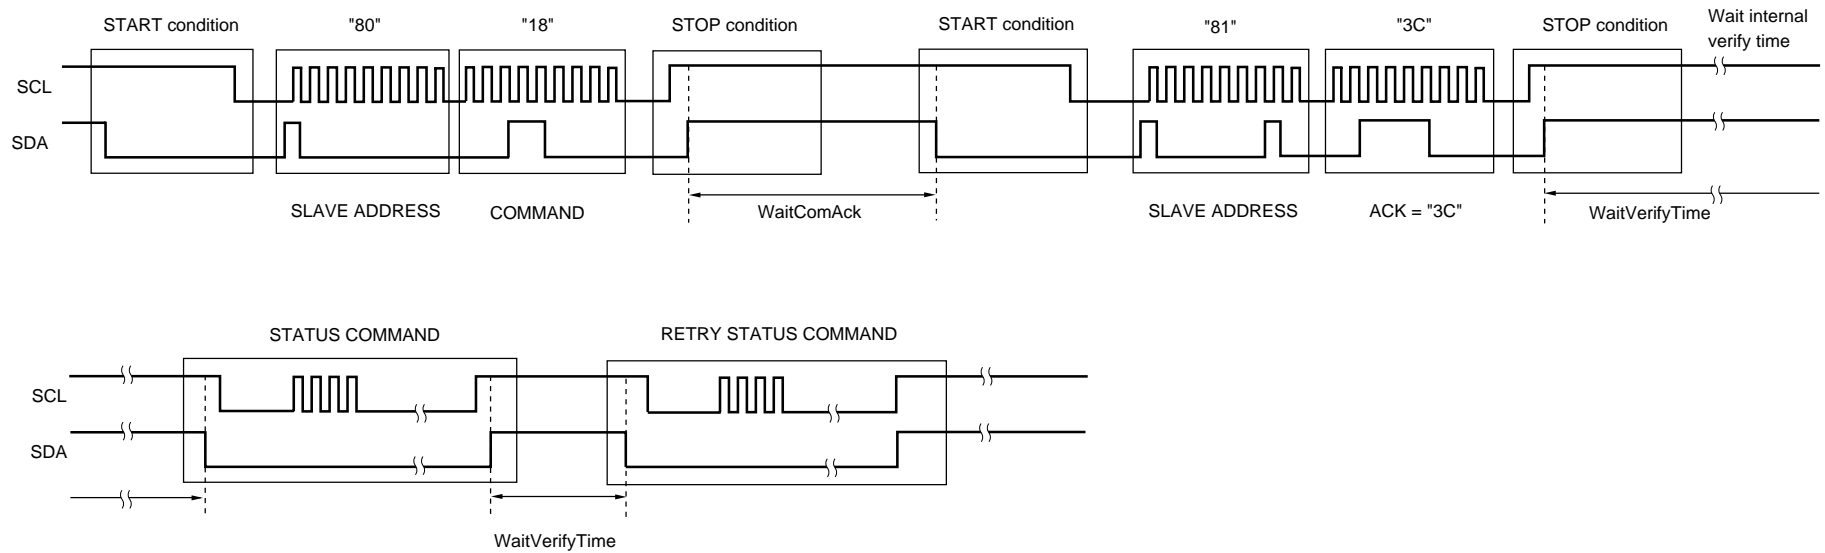 START condition
"80"
"18"
STOP condition
START condition
"81"
"3C"
STOP condition
Wait internal
verify time
SCL
SDA
SLAVE ADDRESS
COMMAND
WaitComAck
SLAVE ADDRESS
ACK = "3C"
WaitVerifyTime
STATUS COMMAND
RETRY STATUS COMMAND
SCL
SDA
WaitVerifyTime